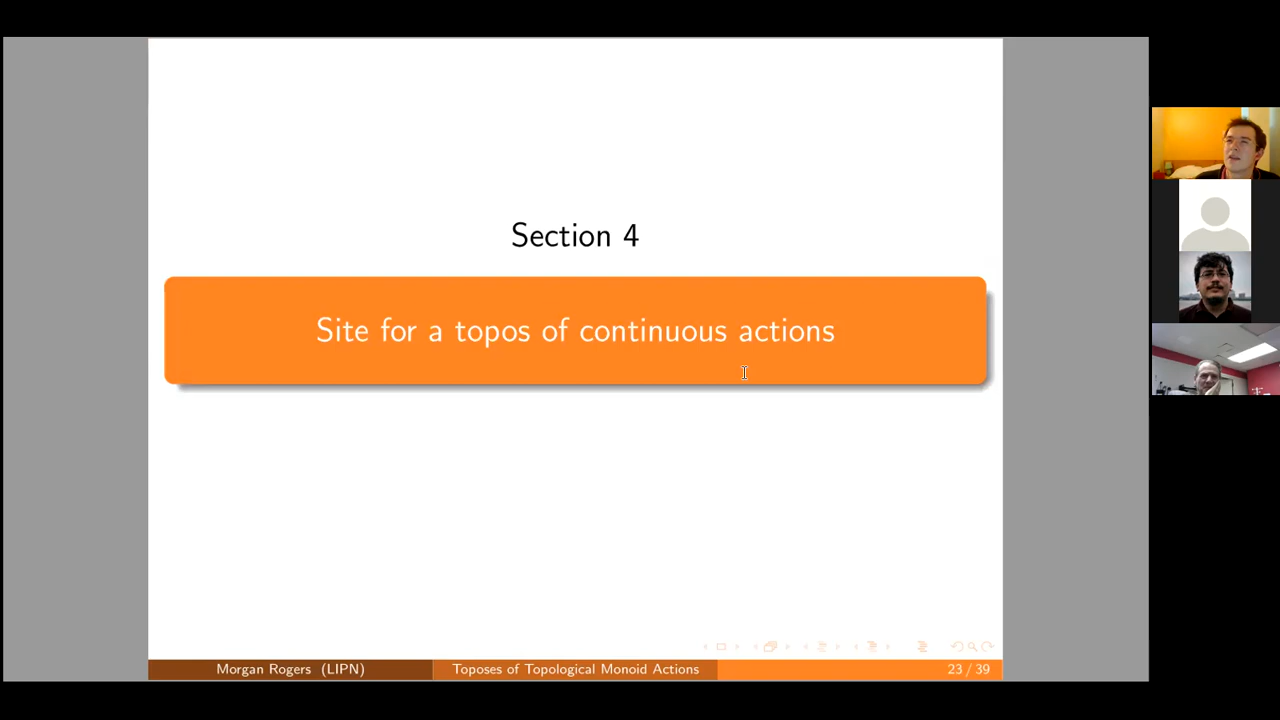 Section 4
Site for a topos of continuous actions
Morgan Rogers (LIPN)
Toposes of Topological Monoid Actions
23 / 39